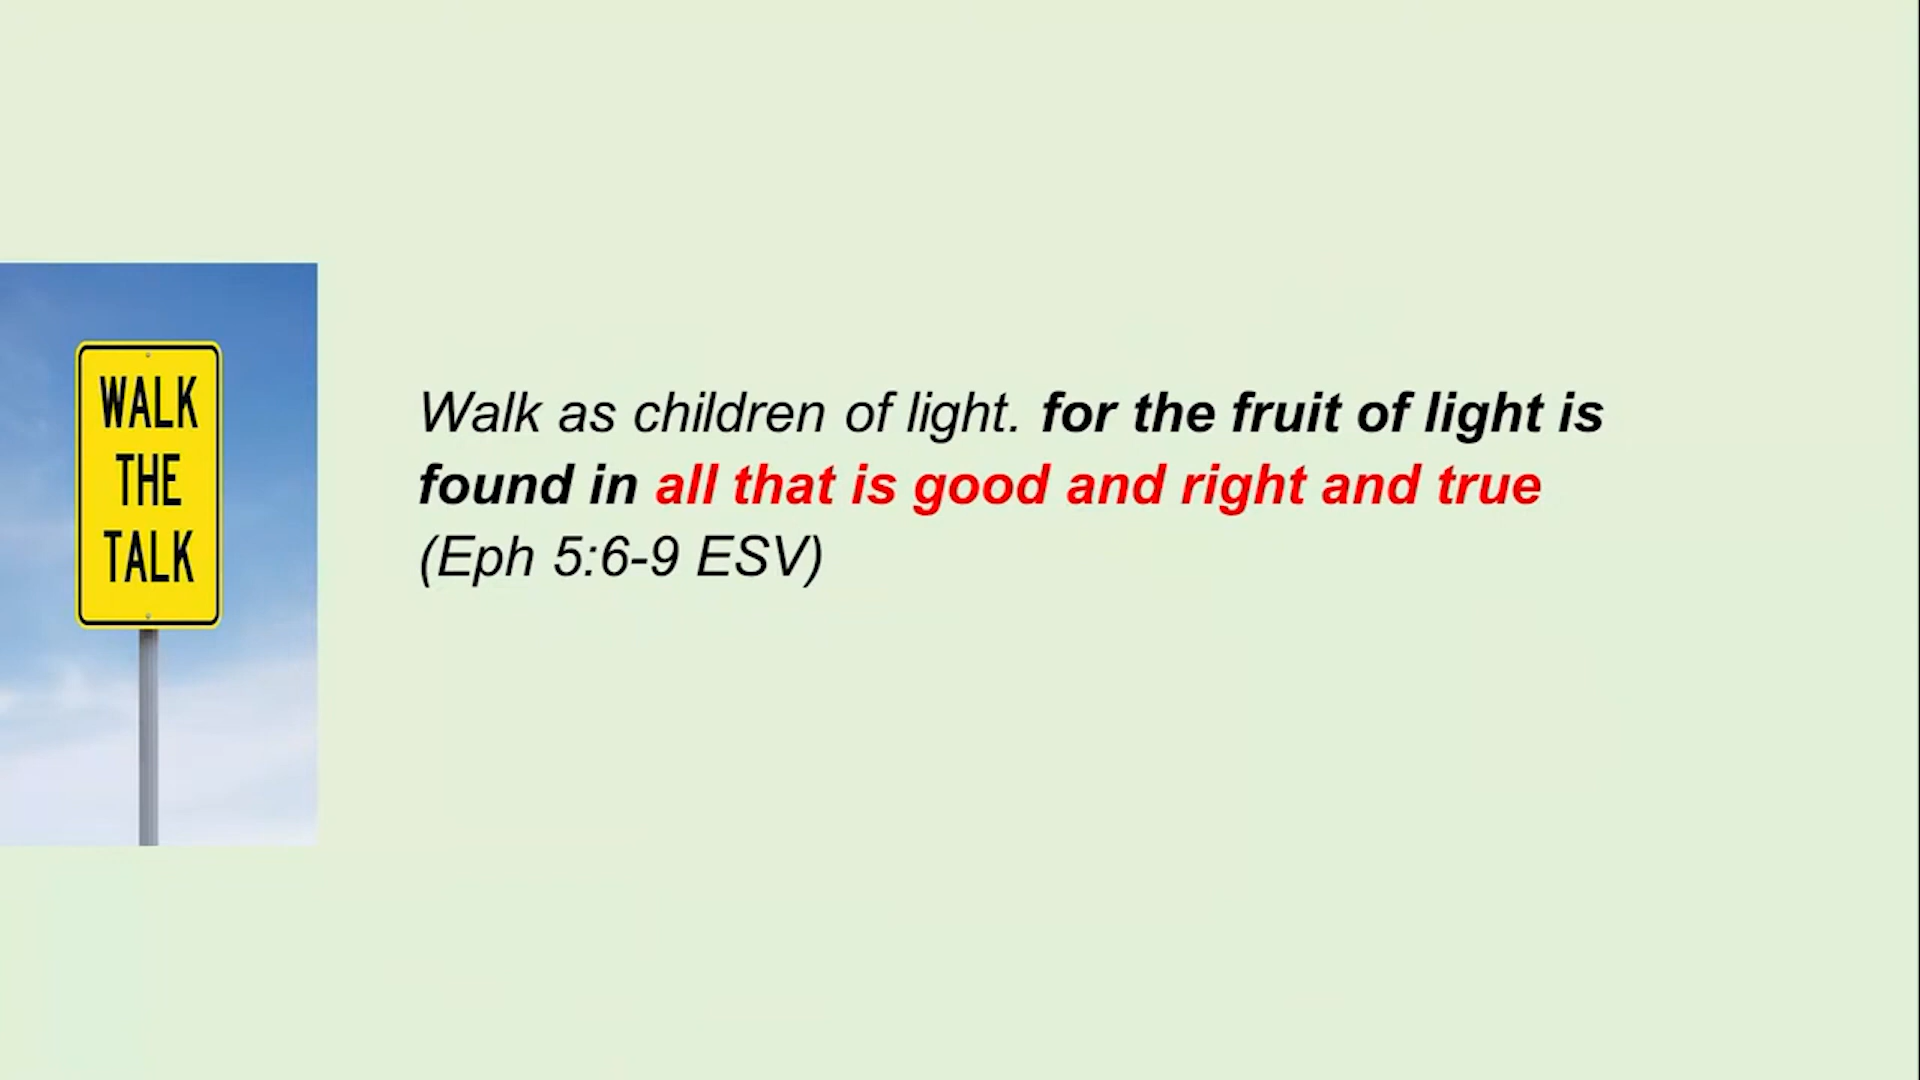 WALK
THE
TALK
Walk as children of light. for the fruit of light is
found in all that is good and right and true
(Eph 5:6-9 ESV)